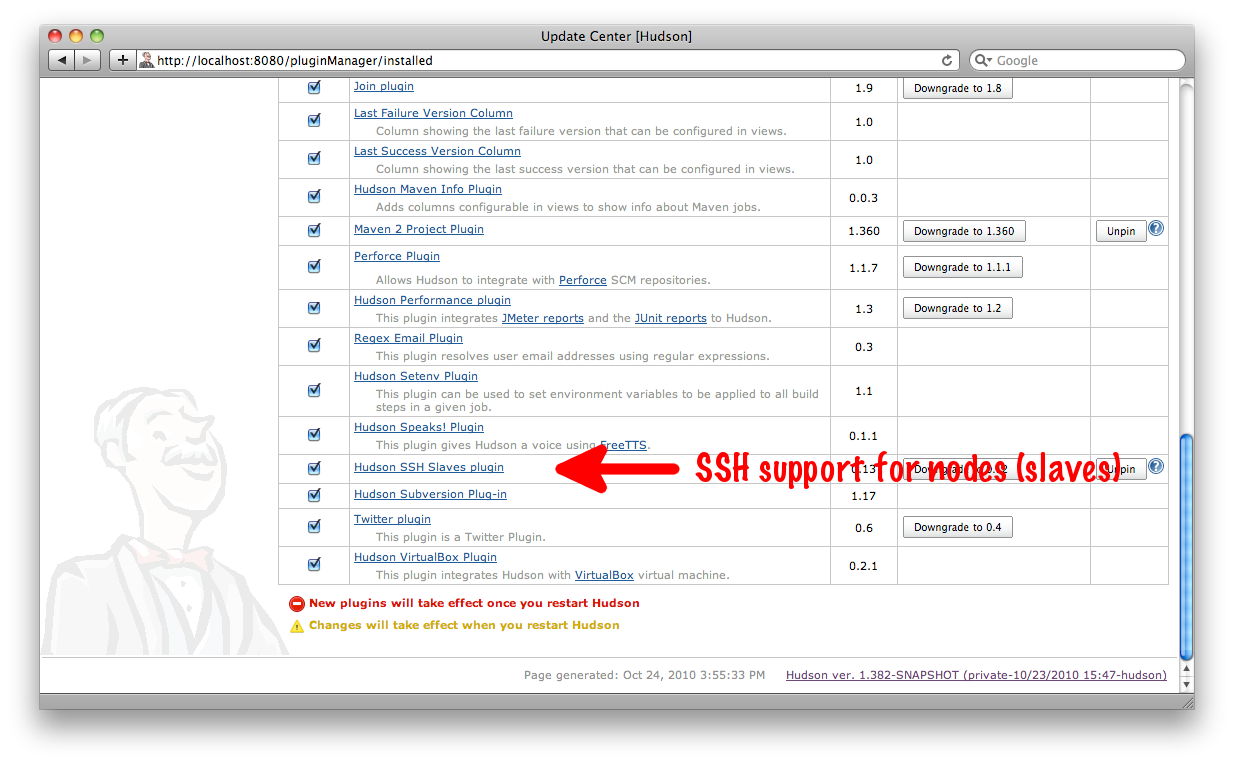 Update Center [Hudson]
http://localhost:8080/pluginManager/installed
Google
Join plugin 1.9 Downgrade to 1.8
Last Failure Version Column
Column showing the last failure version that can be configured in views.
1.0
Last Success Version Column
Column showing the last success version that can be configured in views.
1.0
Hudson Maven Info Plugin
Adds columns configurable in views to show info about Maven jobs.
0.0.3
Maven 2 Project Plugin 1.360 Downgrade to 1.360 Unpin
Perforce Plugin
Allows Hudson to integrate with Perforce SCM repositories.
1.1.7 Downgrade to 1.1.1
Hudson Performance plugin
This plugin integrates JMeter reports and the JUnit reports to Hudson.
1.3 Downgrade to 1.2
Regex Email Plugin
This plugin resolves user email addresses using regular expressions.
0.3
Hudson Setenv Plugin
This plugin can be used to set environment variables to be applied to all build
steps in a given job.
1.1
Hudson Speaks! Plugin
This plugin gives Hudson a voice using FreeTTS.
0.1.1
Hudson SSH Slaves plugin 0.13 Downgrade to Unpin
SSH support for nodes (slaves)
Hudson Subversion Plug-in 1.17
Twitter plugin
This plugin is a Twitter Plugin.
0.6 Downgrade to 0.4
Hudson VirtualBox Plugin
This plugin integrates Hudson with VirtualBox virtual machine.
0.2.1
New plugins will take effect once you restart Hudson
Changes will take effect when you restart Hudson
Page generated: Oct 24, 2010 3:55:33 PM Hudson ver. 1.382-SNAPSHOT (private-10/23/2010 15:47-hudson)